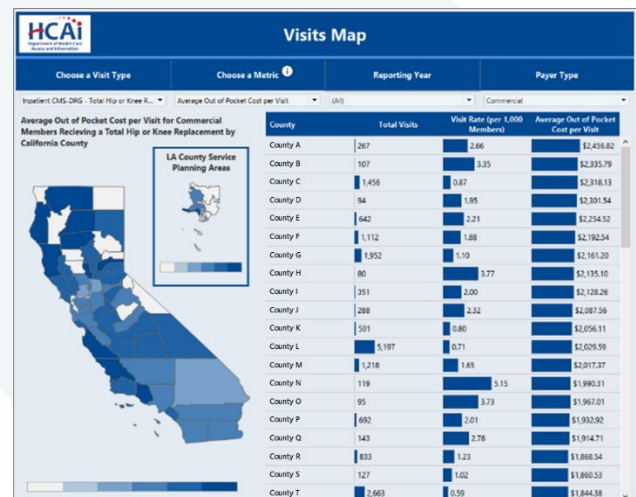 HCAi
Department of Health Care
Access and Information
Visits Map
Choose a Visit Type
Choose a Metric
Reporting Year
Payer Type
Inpatient CMS-DRG - Total Hip or Knee R...
Average Out of Pocket Cost per Visit
(All)
Commercial
Average Out of Pocket Cost per Visit for Commercial
Members Recieving a Total Hip or Knee Replacement by
California County
LA County Service
Planning Areas
County Total Visits Visit Rate (per 1,000 Members) Average Out of Pocket Cost per Visit
County A 267 2.66 $2,456.82
County B 107 3.35 $2,335.79
County C 1,456 0.87 $2,318.13
County D 94 1.95 $2,301.54
County E 642 2.21 $2,254.52
County F 1,112 1.88 $2,192.54
County G 1,952 1.10 $2,161.20
County H 80 3.77 $2,135.10
County I 351 2.00 $2,128.26
County J 288 2.32 $2,087.56
County K 501 0.80 $2,056.11
County L 5,197 0.71 $2,029.59
County M 1,218 1.65 $2,017.37
County N 119 5.15 $1,990.31
County O 95 3.73 $1,967.01
County P 692 2.01 $1,932.92
County Q 143 2.78 $1,914.71
County R 833 1.23 $1,868.54
County S 127 1.02 $1,860.53
County T 2,663 0.59 $1,844.38